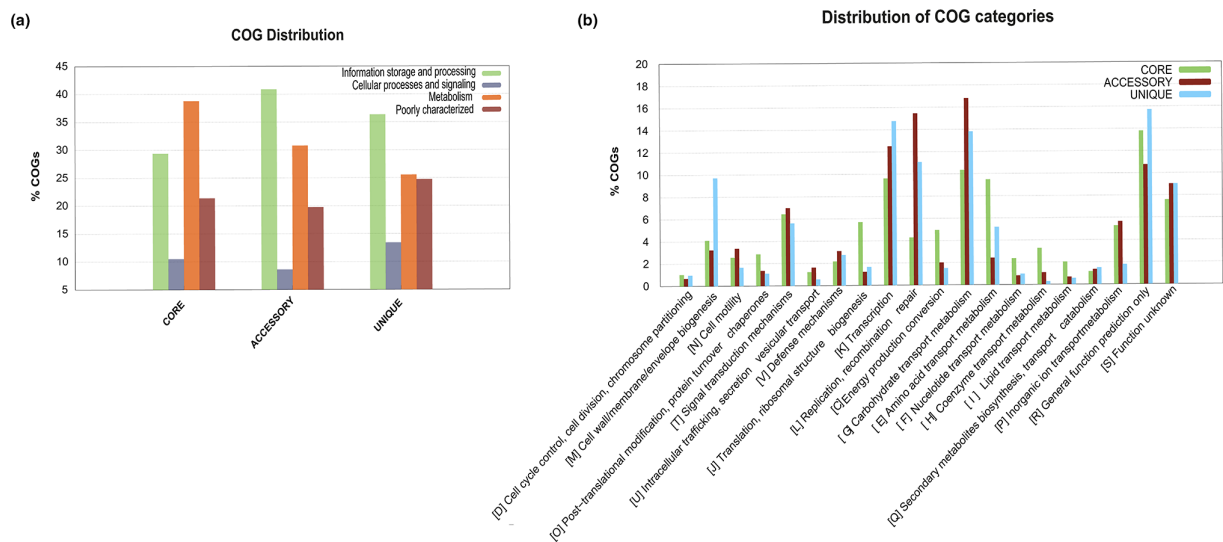 (a)
COG Distribution
45
40
35
30
25
20
15
10
5
% COGs
Information storage and processing
Cellular processes and signaling
Metabolism
Poorly characterized
CORE
ACCESSORY
UNIQUE
(b)
Distribution of COG categories
20
18
16
14
12
10
8
6
4
2
0
% COGs
CORE
ACCESSORY
UNIQUE
[D] Cell cycle control, cell division, chromosome partitioning
[M] Cell wall/membrane/envelope biogenesis
[N] Cell motility
[O] Post-translational modification, protein turnover chaperones
[T] Signal transduction mechanisms
[U] Intracellular trafficking, secretion vesicular transport
[V] Defense mechanisms
[J] Translation, ribosomal structure biogenesis
[K] Transcription
[L] Replication, recombination repair
[C] Energy production conversion
[G] Carbohydrate transport metabolism
[ E] Amino acid transport metabolism
[ F] Nucelotide transport metabolism
[ H] Coenzyme transport metabolism
[ I ] Lipid transport metabolism
[Q] Secondary metabolites biosynthesis, transport catabolism
[P] Inorganic ion transportmetabolism
[R] General function prediction only
[S] Function unknown